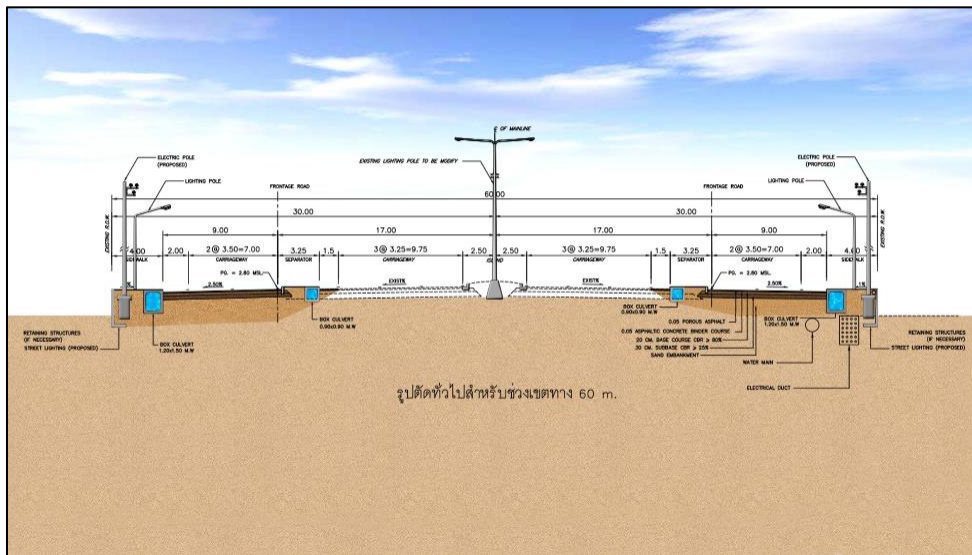 ₵ OF MAINLINE
ELECTRIC POLE
(PROPOSED)
EXISTING LIGHTING POLE TO BE MODIFY
ELECTRIC POLE
(PROPOSED)
LIGHTING POLE
FRONTAGE ROAD
60.00
FRONTAGE ROAD
LIGHTING POLE
30.00
30.00
9.00
17.00
17.00
9.00
EXISTING R.O.W.
EXISTING R.O.W.
4.00
2.00
2@ 3.50=7.00
3.25
1.5
3@ 3.25=9.75
2.50
2.50
3@ 3.25=9.75
1.5
3.25
2@ 3.50=7.00
2.00
4.00
SIDEWALK
CARRIAGEWAY
SEPARATOR
CARRIAGEWAY
ISLAND
CARRIAGEWAY
SEPARATOR
CARRIAGEWAY
SIDEWALK
PG. = 2.80 MSL.
PG. = 2.80 MSL.
2.50%
EXISTR
EXISTR
2.50%
1%
BOX CULVERT
0.90x0.90 M.W
BOX CULVERT
0.90x0.90 M.W
BOX CULVERT
1.20x1.50 M.W
BOX CULVERT
1.20x1.50 M.W
0.05 POROUS ASPHALT
0.05 ASPHALTIC CONCRETE BINDER COURSE
20 CM. BASE COURSE CBR ≥ 80%
30 CM. SUBBASE CBR ≥ 25%
SAND EMBANKMENT
WATER MAIN
ELECTRICAL DUCT
RETAINING STRUCTURES
(IF NECESSARY)
STREET LIGHTING (PROPOSED)
RETAINING STRUCTURES
(IF NECESSARY)
STREET LIGHTING (PROPOSED)
รูปตัดทั่วไปสำหรับช่วงเขตทาง 60 m.